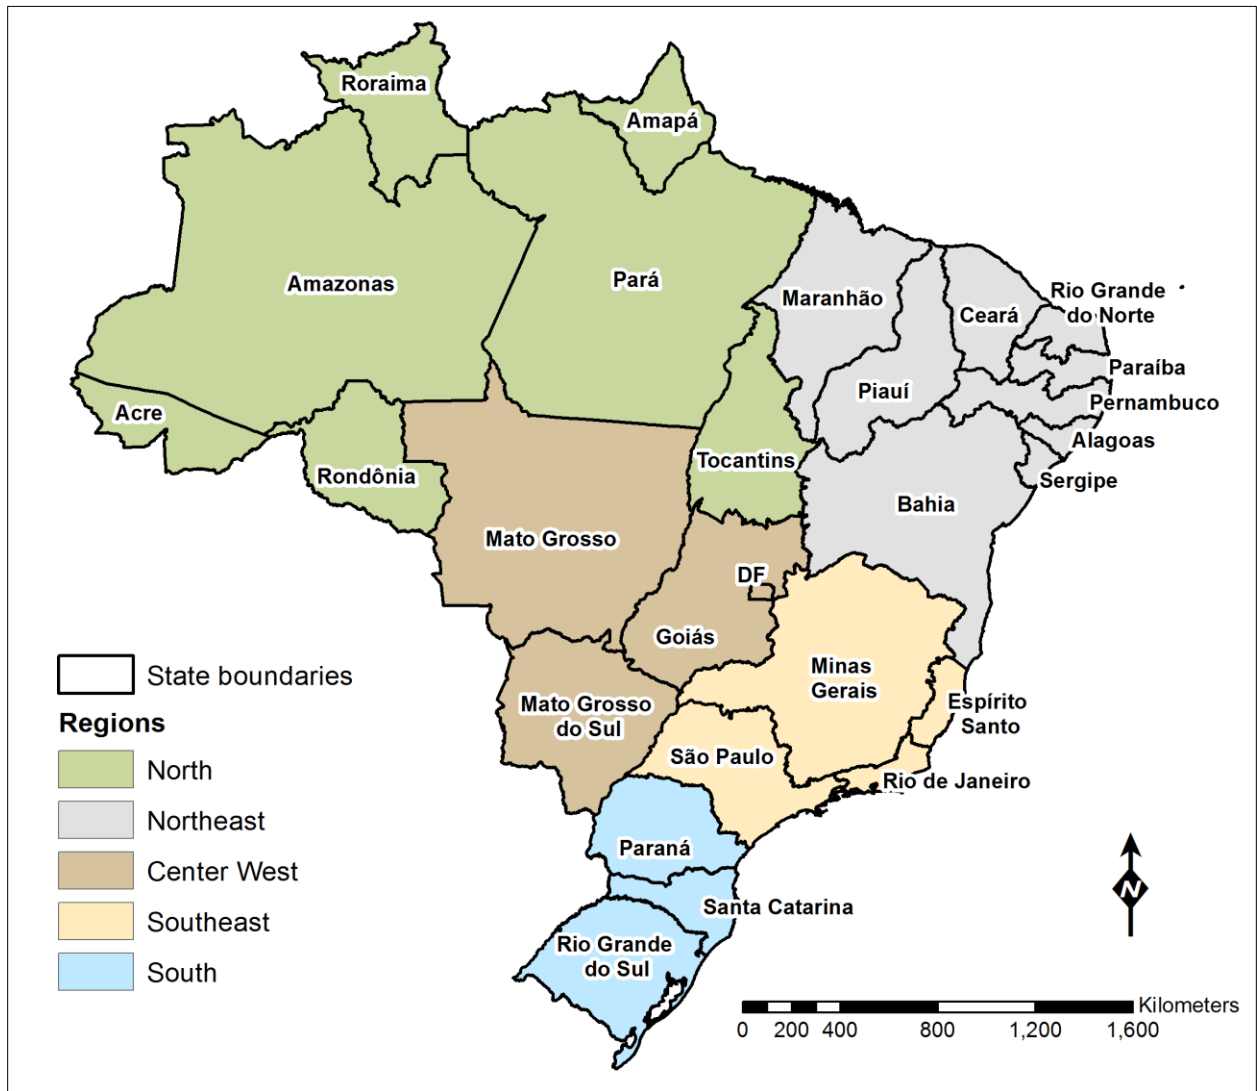 Roraima
Amapá
Amazonas
Pará
Maranhão
Ceará
Rio Grande
do Norte
Paraíba
Piauí
Pernambuco
Acre
Alagoas
Tocantins
Rondônia
Sergipe
Bahia
Mato Grosso
DF
Goiás
Minas
Gerais
Espírito
Santo
Mato Grosso
do Sul
São Paulo
Rio de Janeiro
Paraná
Santa Catarina
Rio Grande
do Sul
State boundaries
Regions
North
Northeast
Center West
Southeast
South
N
Kilometers
0 200 400 800 1,200 1,600